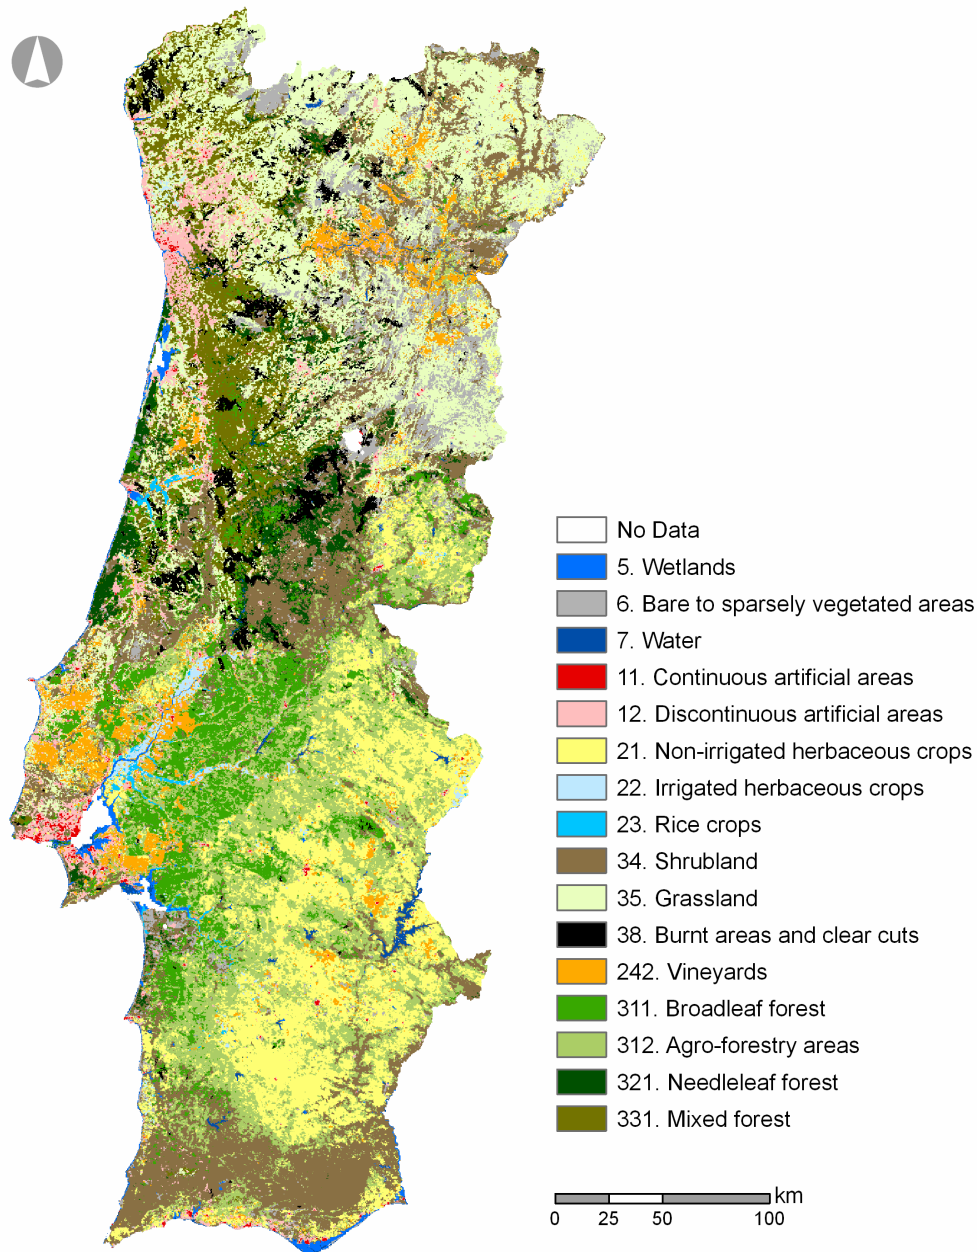 No Data
5. Wetlands
6. Bare to sparsely vegetated areas
7. Water
11. Continuous artificial areas
12. Discontinuous artificial areas
21. Non-irrigated herbaceous crops
22. Irrigated herbaceous crops
23. Rice crops
34. Shrubland
35. Grassland
38. Burnt areas and clear cuts
242. Vineyards
311. Broadleaf forest
312. Agro-forestry areas
321. Needleleaf forest
331. Mixed forest
km
0 25 50 100